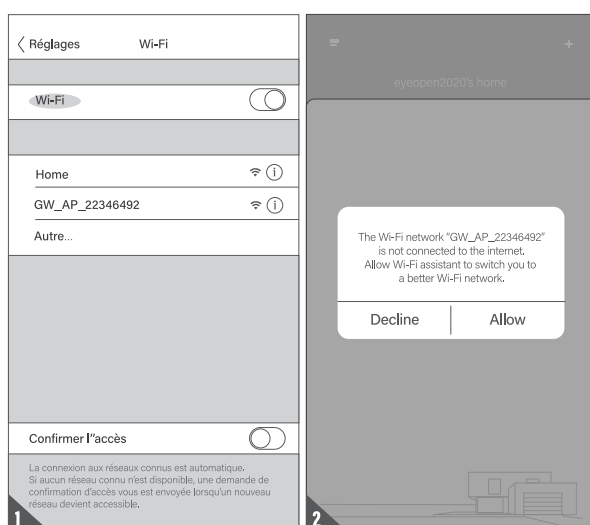 Réglages
Wi-Fi
Wi-Fi
Home
GW_AP_22346492
Autre...
Confirmer l"accès
La connexion aux réseaux connus est automatique.
Si aucun réseau connu n'est disponible, une demande de
confirmation d'accès vous est envoyée lorsqu'un nouveau
réseau devient accessible.
1
eyeopen2020's home
The Wi-Fi network "GW_AP_22346492"
is not connected to the internet.
Allow Wi-Fi assistant to switch you to
a better Wi-Fi network.
Decline
Allow
2